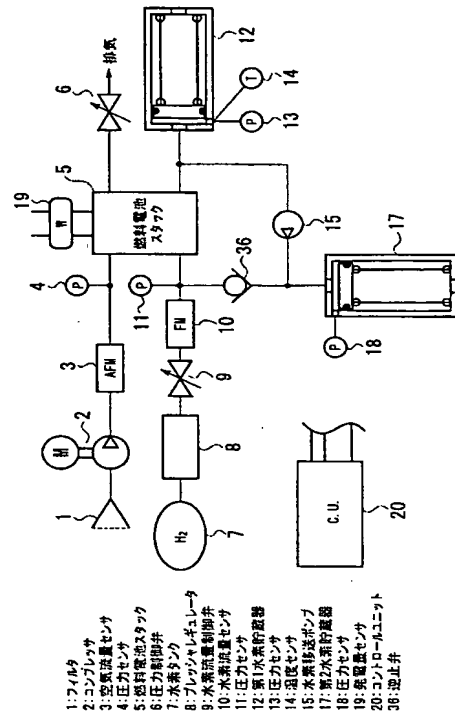 1:フィルタ
2:コンプレッサ
3:空気流量センサ
4:圧力センサ
5:燃料電池スタック
6:圧力制御弁
7:水素タンク
8:プレッシャレギュレータ
9:水素流量制御弁
10:水素流量センサ
11:圧力センサ
12:第1水素貯蔵器
13:圧力センサ
14:温度センサ
15:水素移送ポンプ
17:第2水素貯蔵器
18:圧力センサ
19:発電量センサ
20:コントロールユニット
36:逆止弁
1
2
M
3
AFM
4
P
19
W
5
燃料電池
スタック
6
排気
12
T
14
P
13
7
H2
8
9
10
FM
11
P
36
15
17
18
P
C.U.
20